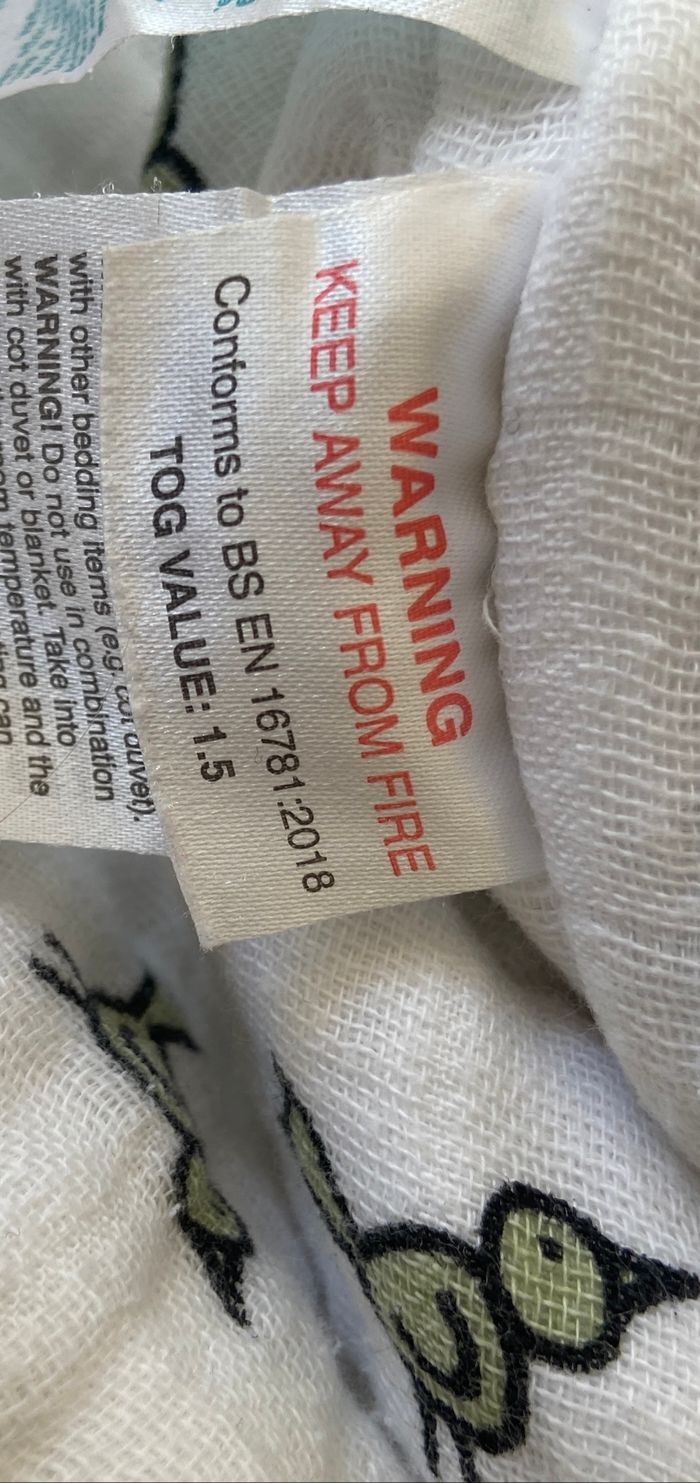 WARNING
KEEP AWAY FROM FIRE
Conforms to BS EN 16781:2018
TOG VALUE: 1.5
with other bedding items (e.g. cot duvet).
WARNING! Do not use in combination
with cot duvet or blanket. Take into
temperature and the
can